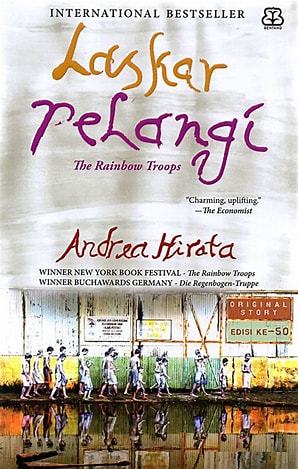 INTERNATIONAL BESTSELLER
BENTANG
Laskar
Pelangi
The Rainbow Troops
"Charming, uplifting."
—The Economist
Andrea Hirata
WINNER NEW YORK BOOK FESTIVAL - The Rainbow Troops
WINNER BUCHAWARDS GERMANY - Die Regenbogen-Truppe
ORIGINAL
STORY
EDISI KE-50